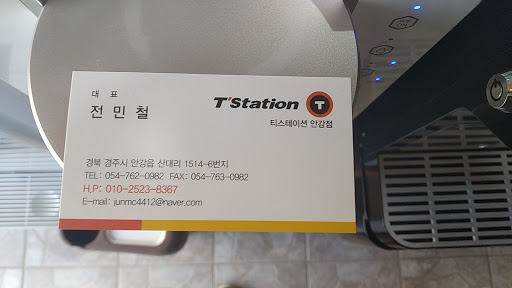 대 표
전 민 철
T'Station T
티스테이션 안강점
경북 경주시 안강읍 산대리 1514-6번지
TEL: 054-762-0982 FAX: 054-763-0982
H.P: 010-2523-8367
E-mail: junmc4412@naver.com